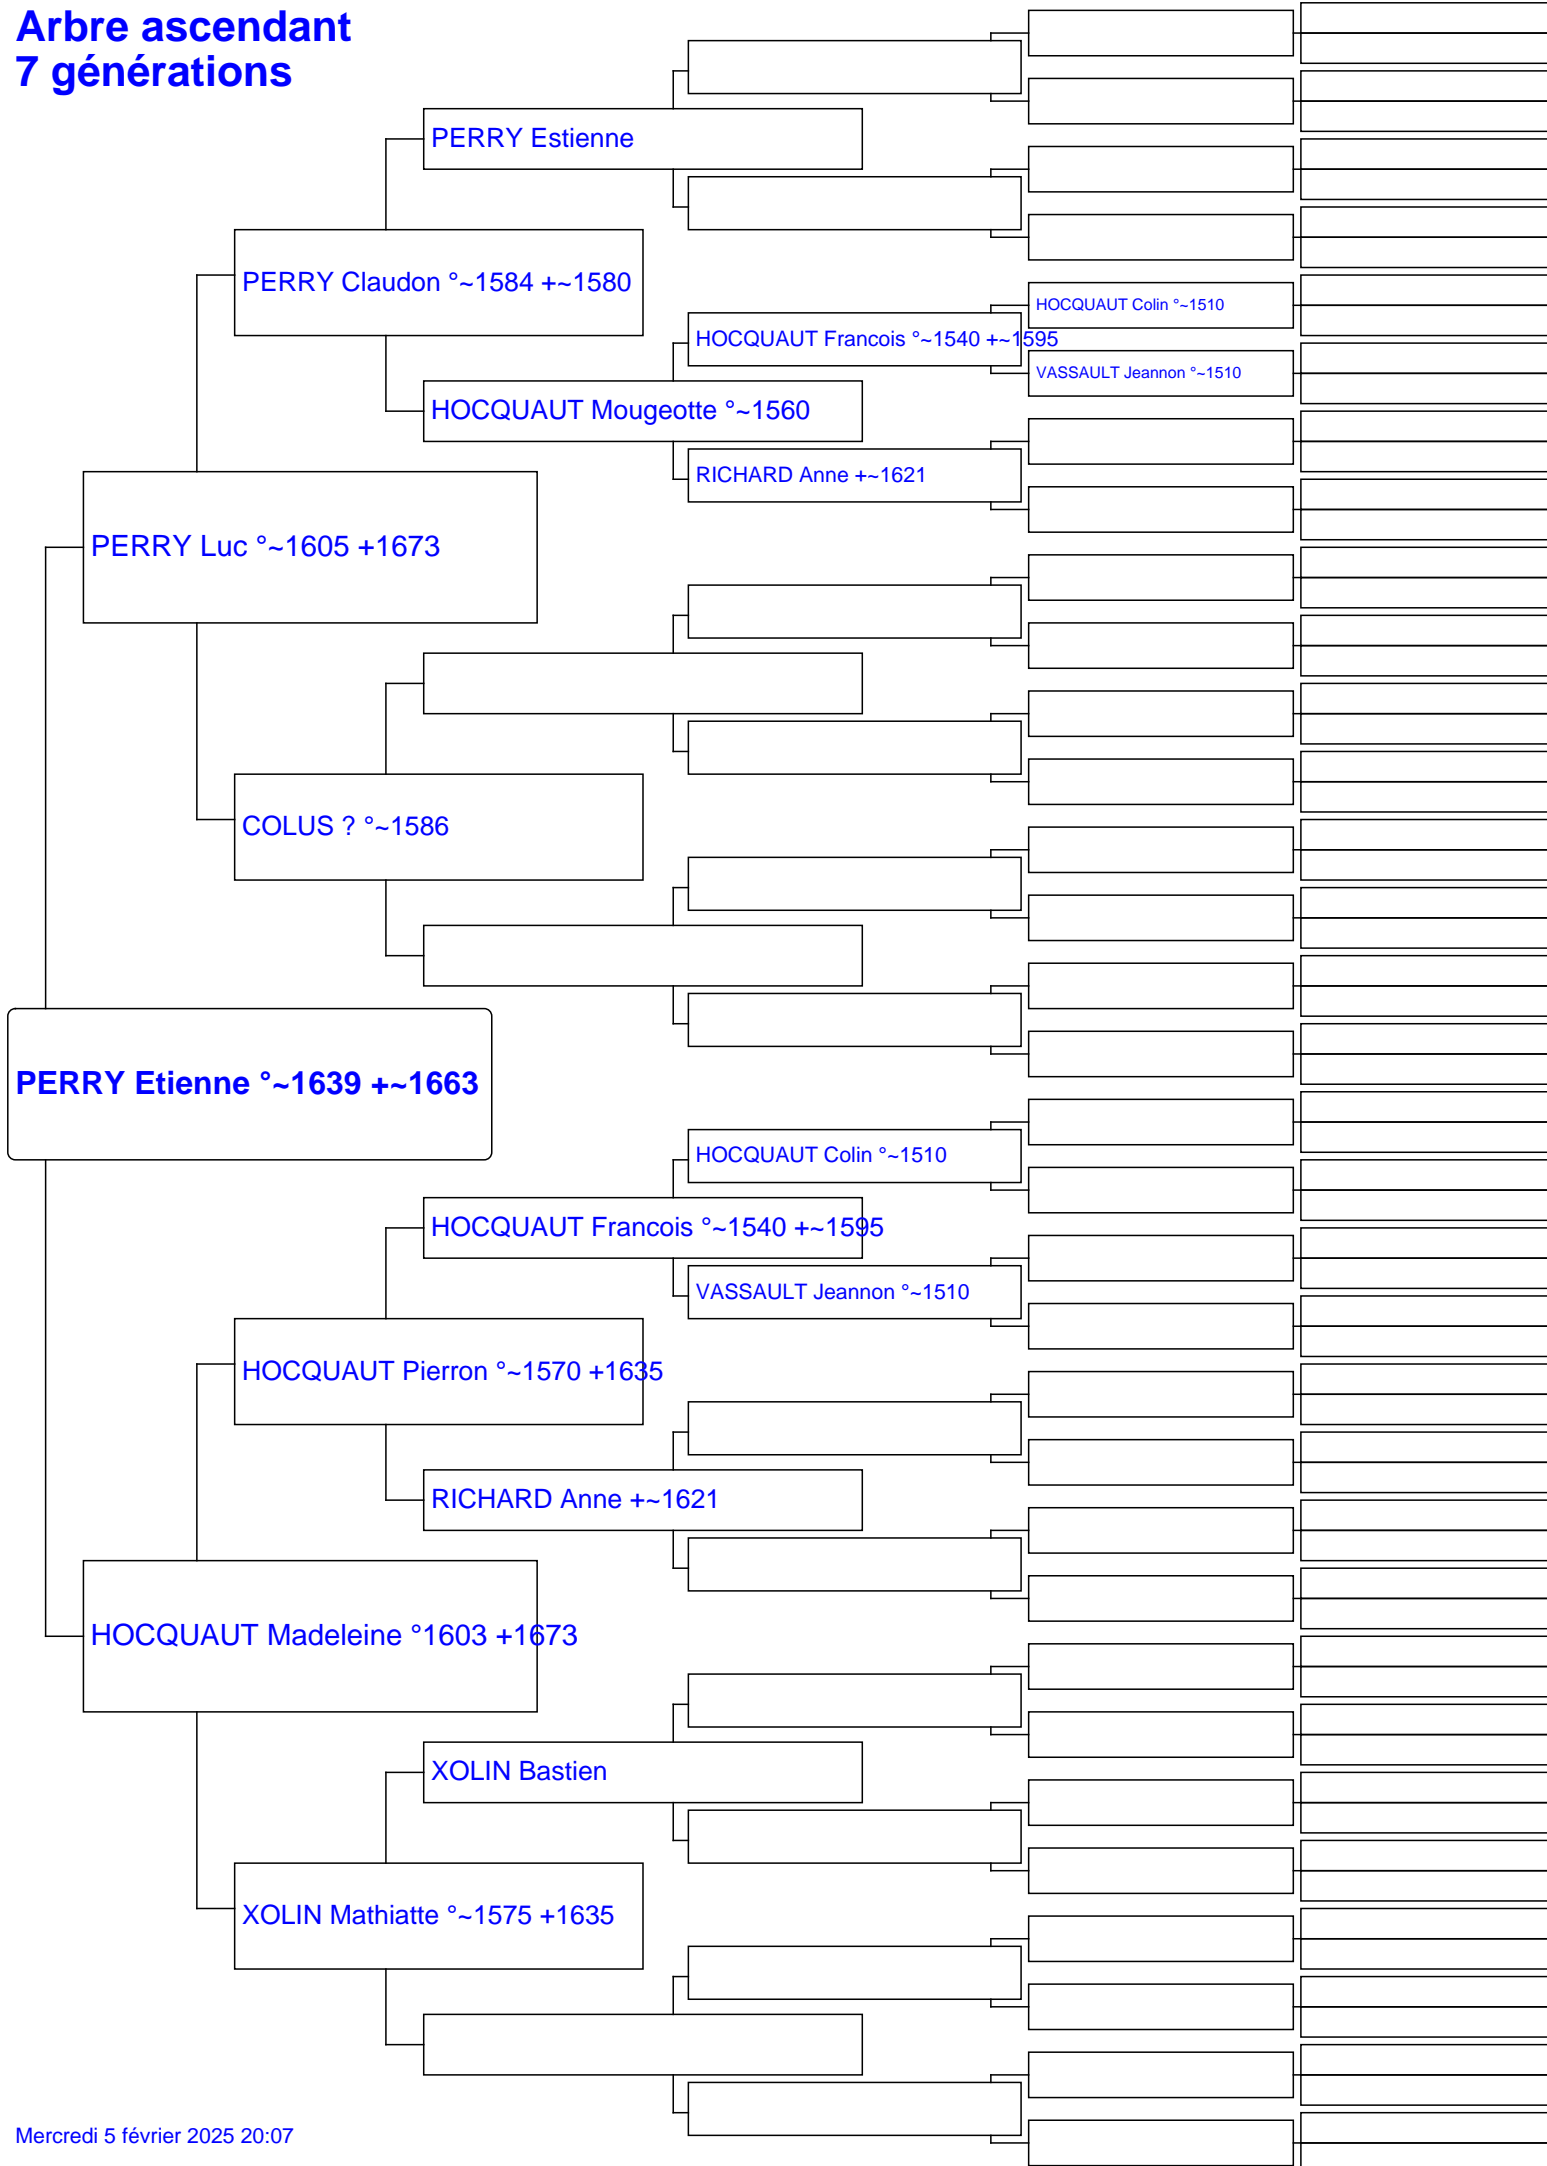 Arbre ascendant
7 générations
PERRY Estienne
PERRY Claudon °~1584 +~1580
HOCQUAUT Colin °~1510
HOCQUAUT Francois °~1540 +~1595
VASSAULT Jeannon °~1510
HOCQUAUT Mougeotte °~1560
RICHARD Anne +~1621
PERRY Luc °~1605 +1673
COLUS ? °~1586
PERRY Etienne °~1639 +~1663
HOCQUAUT Colin °~1510
HOCQUAUT Francois °~1540 +~1595
VASSAULT Jeannon °~1510
HOCQUAUT Pierron °~1570 +1635
RICHARD Anne +~1621
HOCQUAUT Madeleine °1603 +1673
XOLIN Bastien
XOLIN Mathiatte °~1575 +1635
Mercredi 5 février 2025 20:07